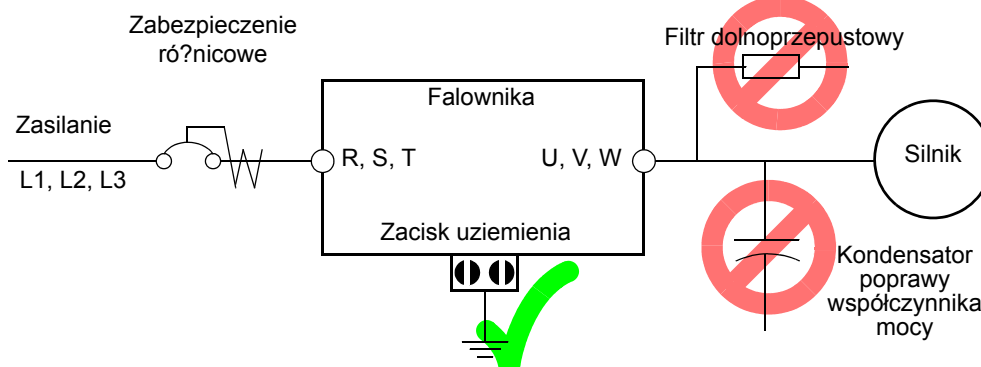 Zabezpieczenie
ró?nicowe
Filtr dolnoprzepustowy
Falownika
Zasilanie
L1, L2, L3
R, S, T
U, V, W
Silnik
Zacisk uziemienia
Kondensator
poprawy
współczynnika
mocy